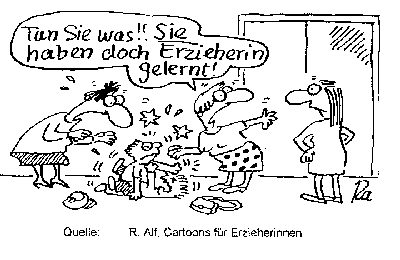 Tun Sie was!! Sie
haben doch Erzieherin
gelernt!
Ra
Quelle: R. Alf, Cartoons für Erzieherinnen